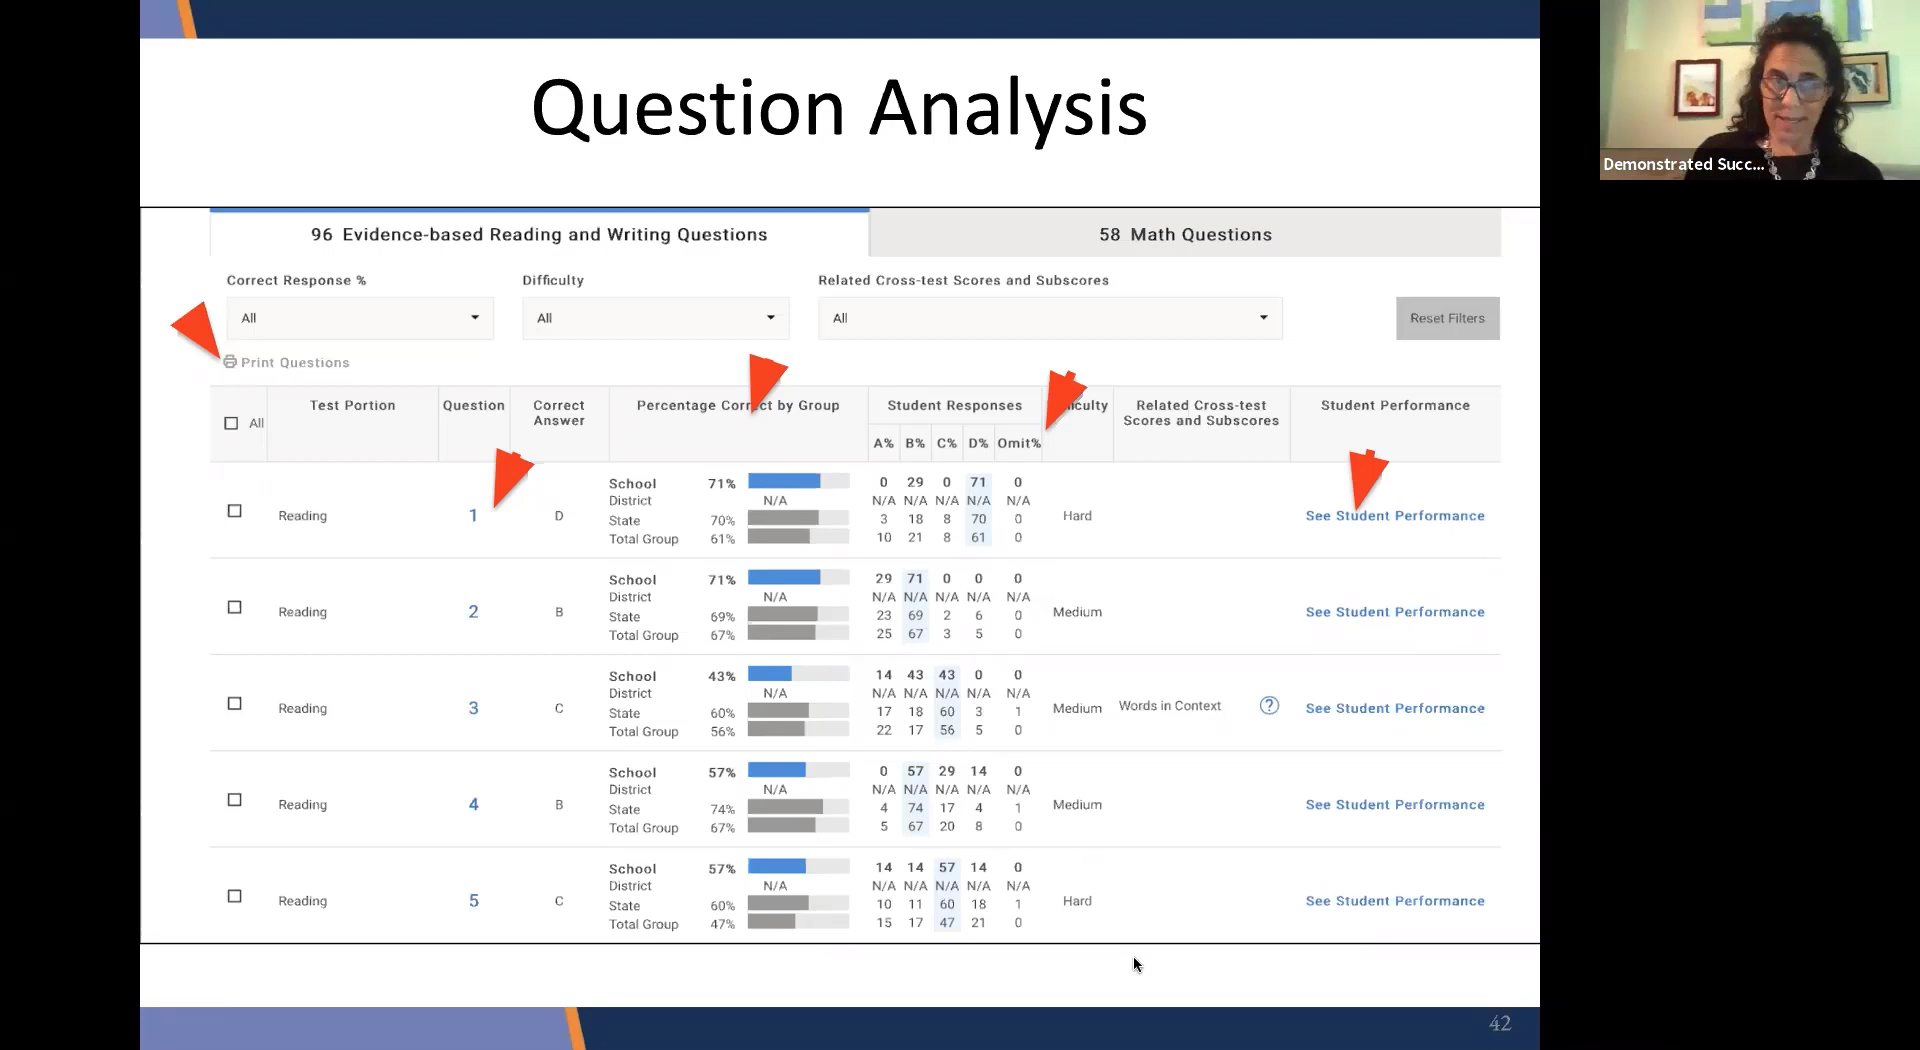 Question Analysis
Demonstrated Succ...
96 Evidence-based Reading and Writing Questions
58 Math Questions
Correct Response %
Difficulty
Related Cross-test Scores and Subscores
All
All
All
Reset Filters
Print Questions
All
Test Portion
Question
Correct
Answer
Percentage Correct by Group
Student Responses
A% B% C% D% Omit%
Related Cross-test
Scores and Subscores
Student Performance
Reading
1
D
School 71%
District N/A
State 70%
Total Group 61%
0 29 0 71 0
N/A N/A N/A N/A N/A
3 18 8 70 0
10 21 8 61 0
Hard
See Student Performance
Reading
2
B
School 71%
District N/A
State 69%
Total Group 67%
29 71 0 0 0
N/A N/A N/A N/A N/A
23 69 2 6 0
25 67 3 5 0
Medium
See Student Performance
Reading
3
C
School 43%
District N/A
State 60%
Total Group 56%
14 43 43 0 0
N/A N/A N/A N/A N/A
17 18 60 3 1
22 17 56 5 0
Medium
Words in Context ?
See Student Performance
Reading
4
B
School 57%
District N/A
State 74%
Total Group 67%
0 57 29 14 0
N/A N/A N/A N/A N/A
4 74 17 4 1
5 67 20 8 0
Medium
See Student Performance
Reading
5
C
School 57%
District N/A
State 60%
Total Group 47%
14 14 57 14 0
N/A N/A N/A N/A N/A
10 11 60 18 1
15 17 47 21 0
Hard
See Student Performance
42